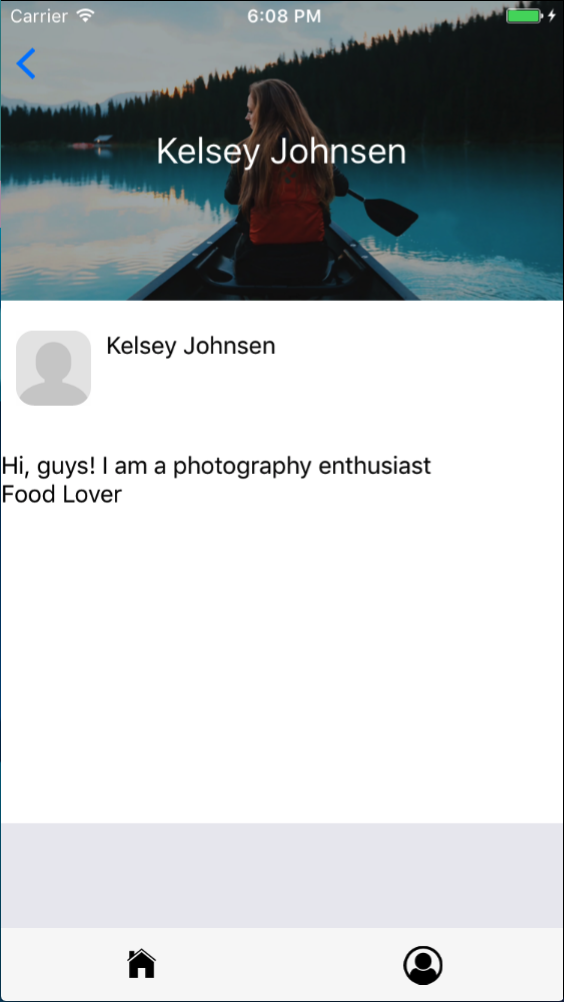 Carrier 6:08 PM
Kelsey Johnsen
Kelsey Johnsen
Hi, guys! I am a photography enthusiast
Food Lover